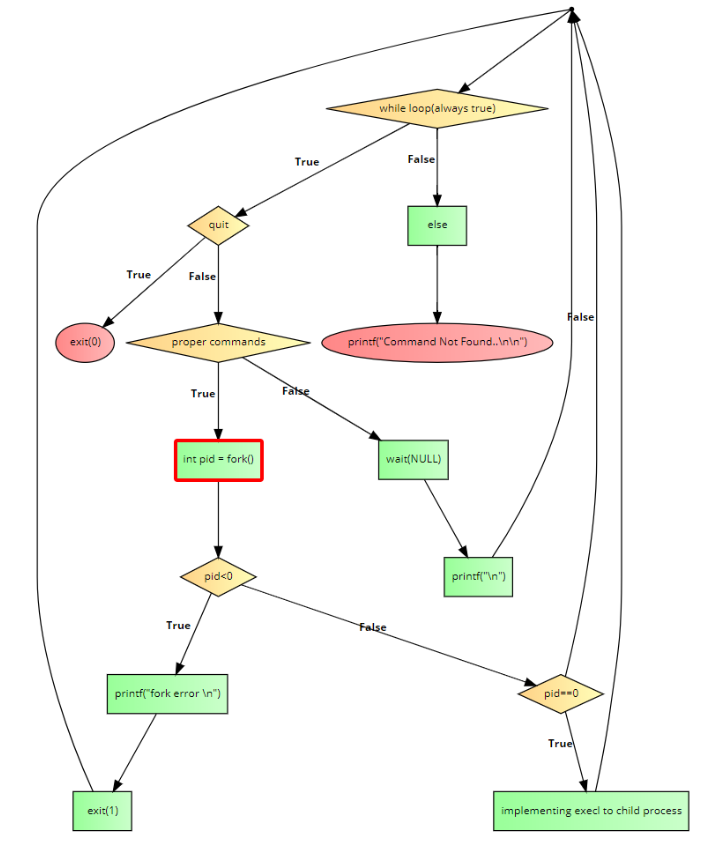 while loop(always true)
True
False
quit
else
True
False
False
exit(0)
proper commands
printf("Command Not Found..\n\n")
True
False
int pid = fork()
wait(NULL)
pid<0
printf("\n")
True
False
printf("fork error \n")
pid==0
True
exit(1)
implementing execl to child process